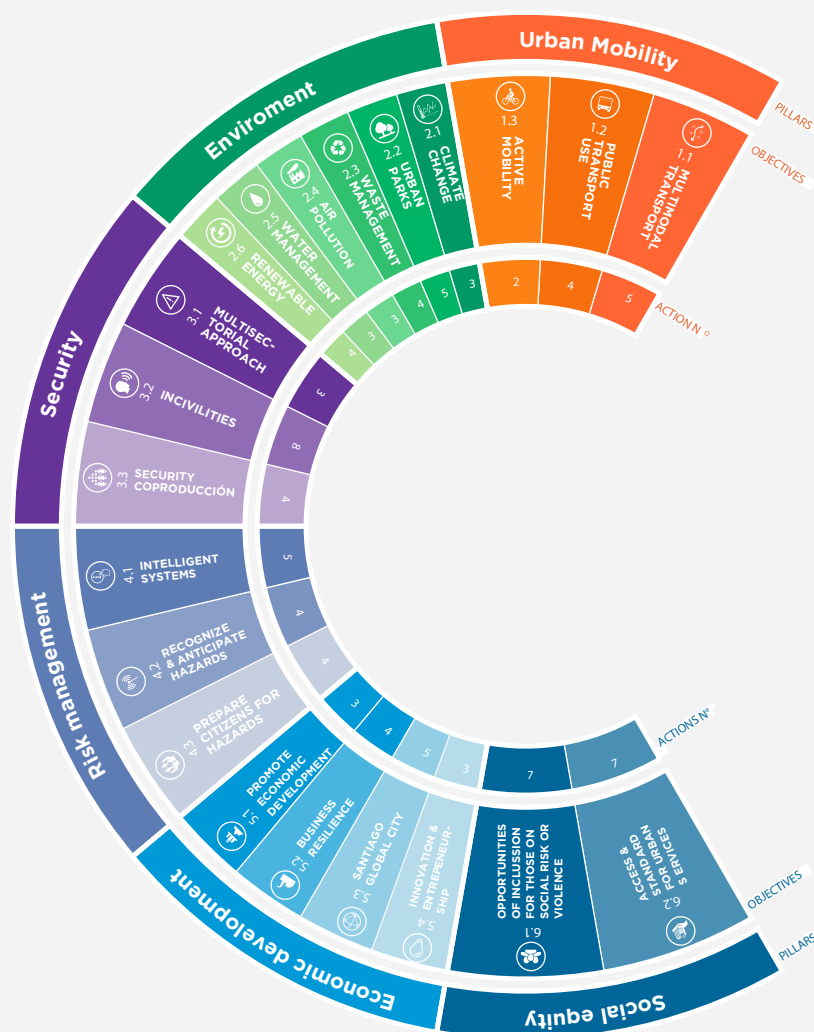 Urban Mobility
PILLARS
OBJECTIVES
ACTION N °
1.1
MULTIMODAL
TRANSPORT
5
1.2
PUBLIC
TRANSPORT
USE
4
1.3
ACTIVE
MOBILITY
2
Enviroment
2.1
CLIMATE
CHANGE
3
2.2
URBAN
PARKS
5
2.3
WASTE
MANAGEMENT
4
2.4
AIR
POLLUTION
3
2.5
WATER
MANAGEMENT
3
2.6
RENEWABLE
ENERGY
4
Security
3.1
MULTISEC-
TORIAL
APPROACH
3
3.2
INCIVILITIES
8
3.3
SECURITY
COPRODUCCIÓN
4
Risk management
4.1
INTELLIGENT
SYSTEMS
5
4.2
RECOGNIZE
& ANTICIPATE
HAZARDS
4
4.3
PREPARE
CITIZENS FOR
HAZARDS
4
Economic development
5.1
PROMOTE
ECONOMIC
DEVELOPMENT
3
5.2
BUSINESS
RESILIENCE
4
5.3
SANTIAGO
GLOBAL CITY
5
5.4
INNOVATION &
ENTREPENEUR-
SHIP
3
Social equity
6.1
OPPORTUNITIES
OF INCLUSSION
FOR THOSE ON
SOCIAL RISK OR
VIOLENCE
7
6.2
ACCESS &
STANDARD
FOR URBAN
SERVICES
7
ACTIONS N°
OBJECTIVES
PILLARS